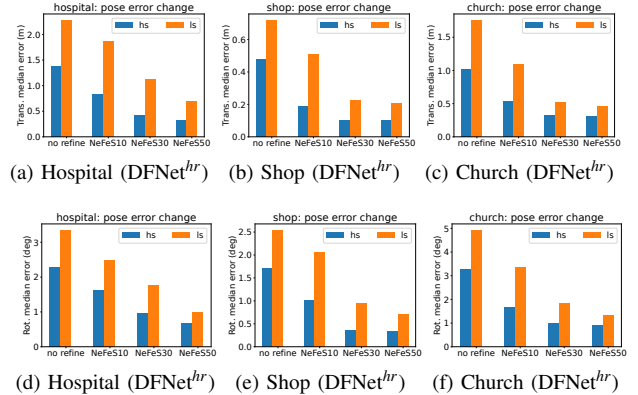 hospital: pose error change
shop: pose error change
church: pose error change
Trans. median error (m)
2.0
1.5
1.0
0.5
0.0
hs ls
no refine NeFeS10 NeFeS30 NeFeS50
Trans. median error (m)
0.6
0.4
0.2
0.0
hs ls
no refine NeFeS10 NeFeS30 NeFeS50
Trans. median error (m)
1.5
1.0
0.5
0.0
hs ls
no refine NeFeS10 NeFeS30 NeFeS50
(a) Hospital (DFNet^hr)
(b) Shop (DFNet^hr)
(c) Church (DFNet^hr)
hospital: pose error change
shop: pose error change
church: pose error change
Rot. median error (deg)
3
2
1
0
hs ls
no refine NeFeS10 NeFeS30 NeFeS50
Rot. median error (deg)
2.5
2.0
1.5
1.0
0.5
0.0
hs ls
no refine NeFeS10 NeFeS30 NeFeS50
Rot. median error (deg)
5
4
3
2
1
0
hs ls
no refine NeFeS10 NeFeS30 NeFeS50
(d) Hospital (DFNet^hr)
(e) Shop (DFNet^hr)
(f) Church (DFNet^hr)